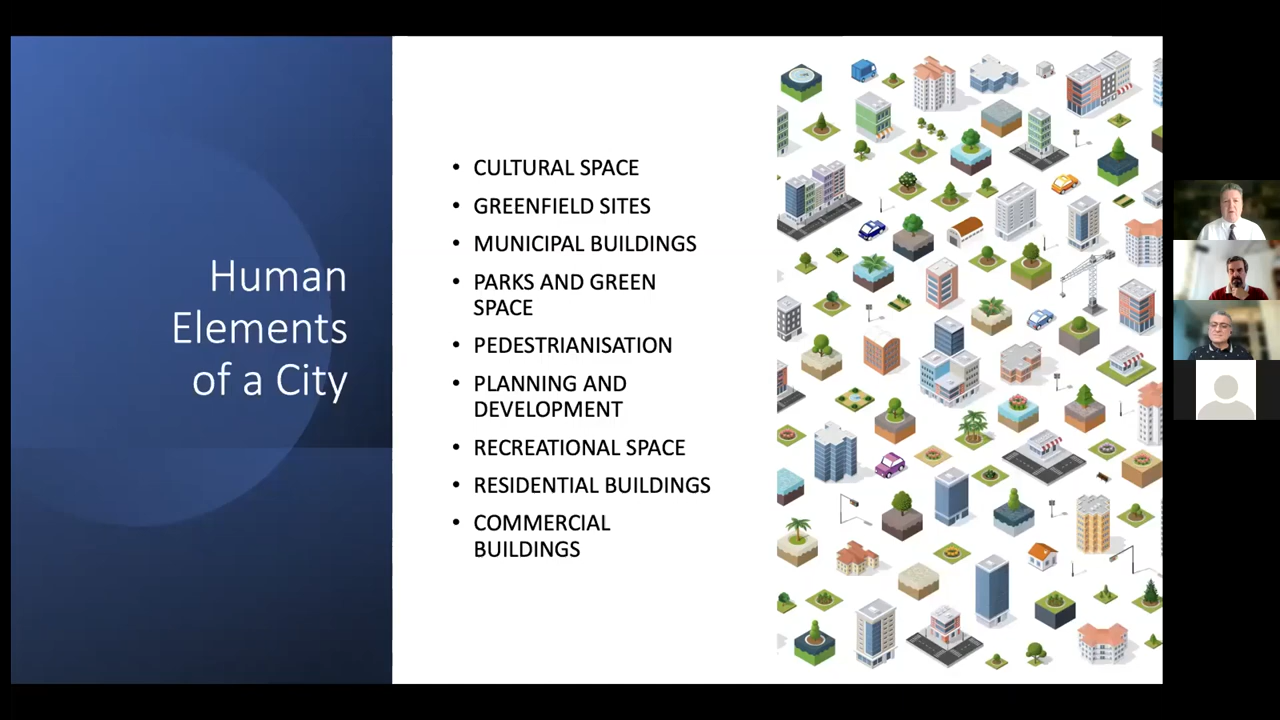 Human
Elements
of a City
• CULTURAL SPACE
• GREENFIELD SITES
• MUNICIPAL BUILDINGS
• PARKS AND GREEN
SPACE
• PEDESTRIANISATION
• PLANNING AND
DEVELOPMENT
• RECREATIONAL SPACE
• RESIDENTIAL BUILDINGS
• COMMERCIAL
BUILDINGS